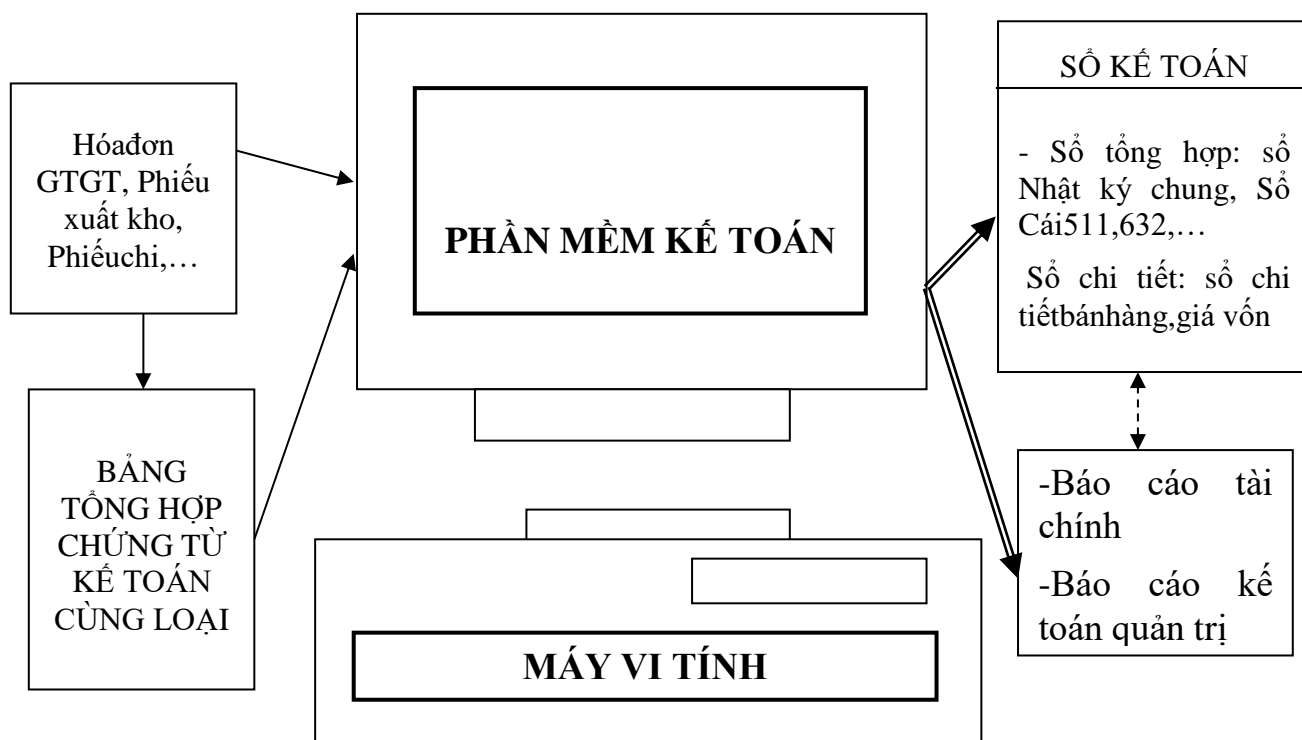 Hóađơn
GTGT, Phiếu
xuất kho,
Phiếuchi,…
BẢNG
TỔNG HỢP
CHỨNG TỪ
KẾ TOÁN
CÙNG LOẠI
PHẦN MỀM KẾ TOÁN
MÁY VI TÍNH
SỔ KẾ TOÁN
- Sổ tổng hợp: sổ
Nhật ký chung, Sổ
Cái511,632,…
Sổ chi tiết: sổ chi
tiếtbánhàng,giá vốn
-Báo cáo tài
chính
-Báo cáo kế
toán quản trị